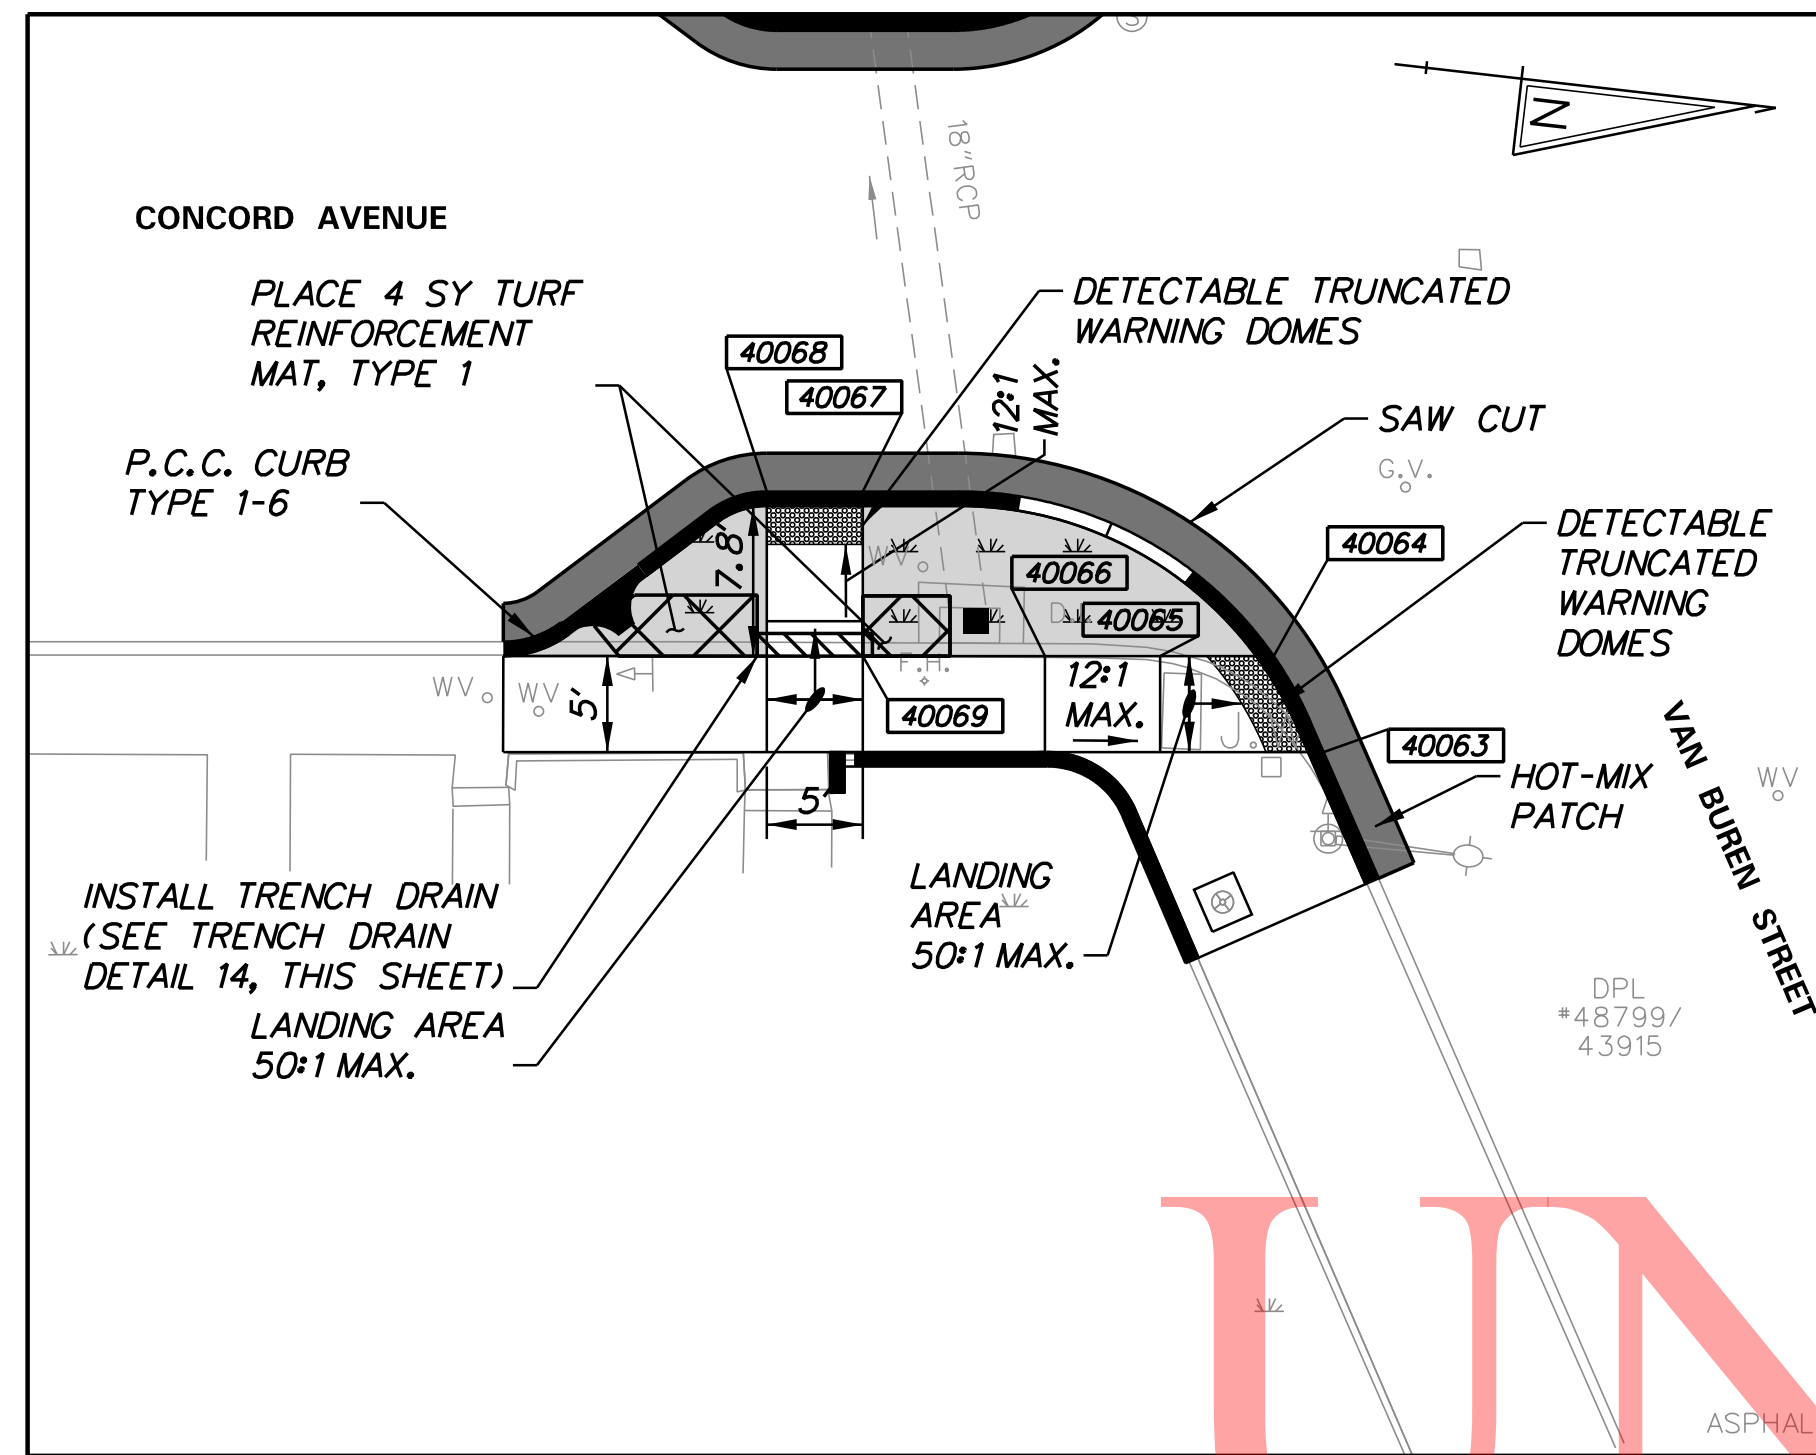 S
18"RCP
N
CONCORD AVENUE
PLACE 4 SY TURF
REINFORCEMENT
MAT, TYPE 1
DETECTABLE TRUNCATED
WARNING DOMES
40068
40067
12:1
MAX.
SAW CUT
P.C.C. CURB
TYPE 1-6
G.V.
DETECTABLE
TRUNCATED
WARNING
DOMES
7.8'
WV
40064
40066
D.
40065
F.H.
WV
WV
5'
12:1
MAX.
40069
J.
40063
VAN BUREN STREET
HOT-MIX
PATCH
WV
5'
INSTALL TRENCH DRAIN
(SEE TRENCH DRAIN
DETAIL 14, THIS SHEET)
LANDING
AREA
50:1 MAX.
LANDING AREA
50:1 MAX.
DPL
#48799/
43915
UN
ASPHAL